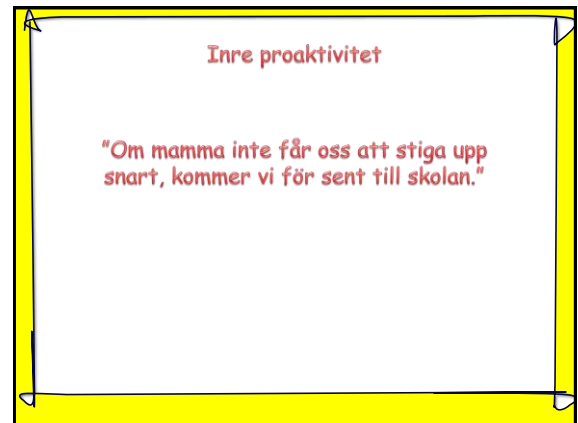 Inre proaktivitet
"Om mamma inte får oss att stiga upp
snart, kommer vi för sent till skolan."